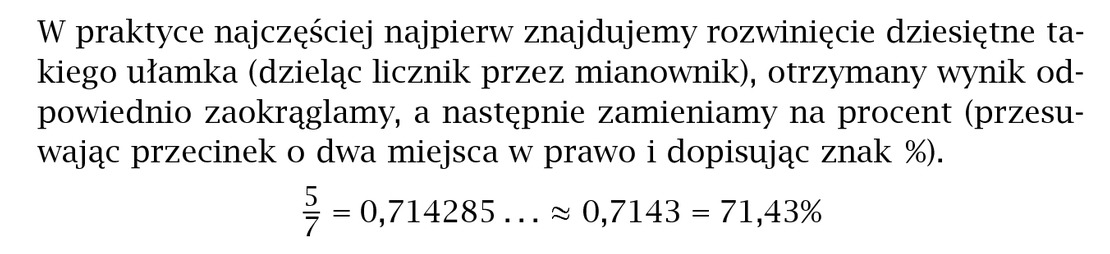 W praktyce najczęściej najpierw znajdujemy rozwinięcie dziesiętne ta-
kiego ułamka (dzieląc licznik przez mianownik), otrzymany wynik od-
powiednio zaokrąglamy, a następnie zamieniamy na procent (przesu-
wając przecinek o dwa miejsca w prawo i dopisując znak %).
5/7 = 0,714285 ... ≈ 0,7143 = 71,43%